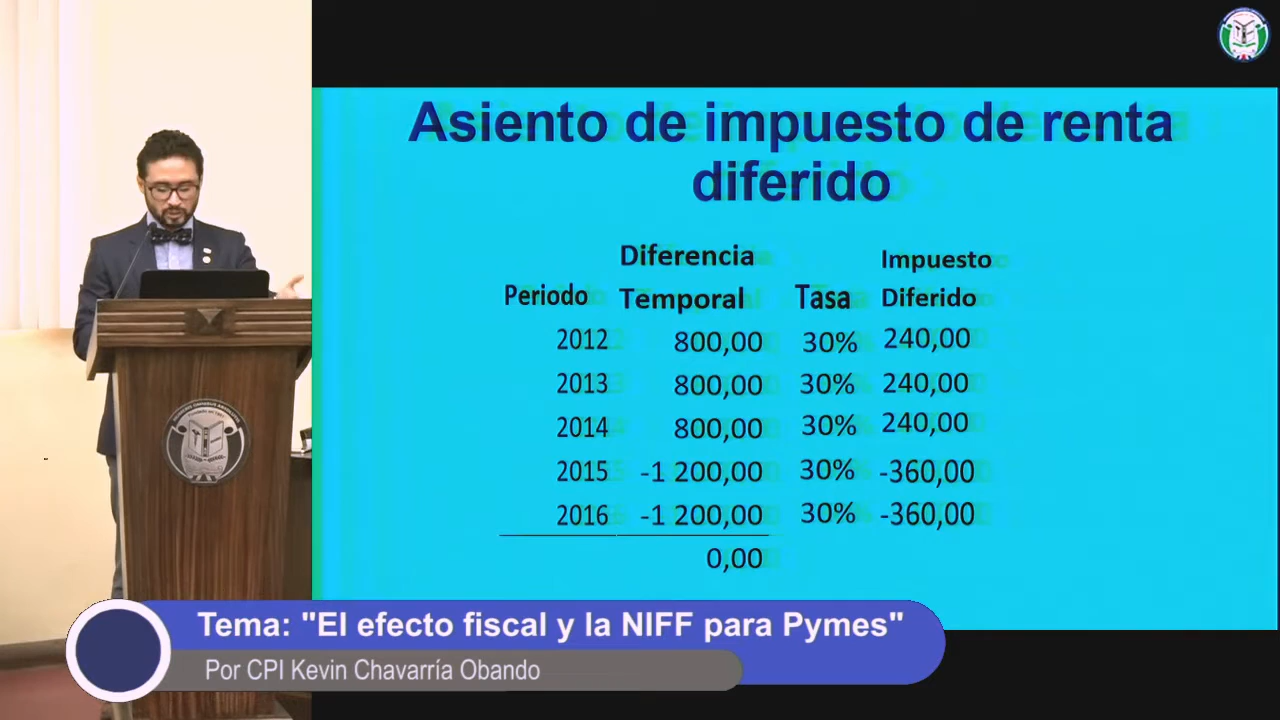 Asiento de impuesto de renta
diferido
Diferencia Impuesto
Periodo Temporal Tasa Diferido
2012 800,00 30% 240,00
2013 800,00 30% 240,00
2014 800,00 30% 240,00
2015 -1 200,00 30% -360,00
2016 -1 200,00 30% -360,00
0,00
Tema: "El efecto fiscal y la NIFF para Pymes"
Por CPI Kevin Chavarría Obando